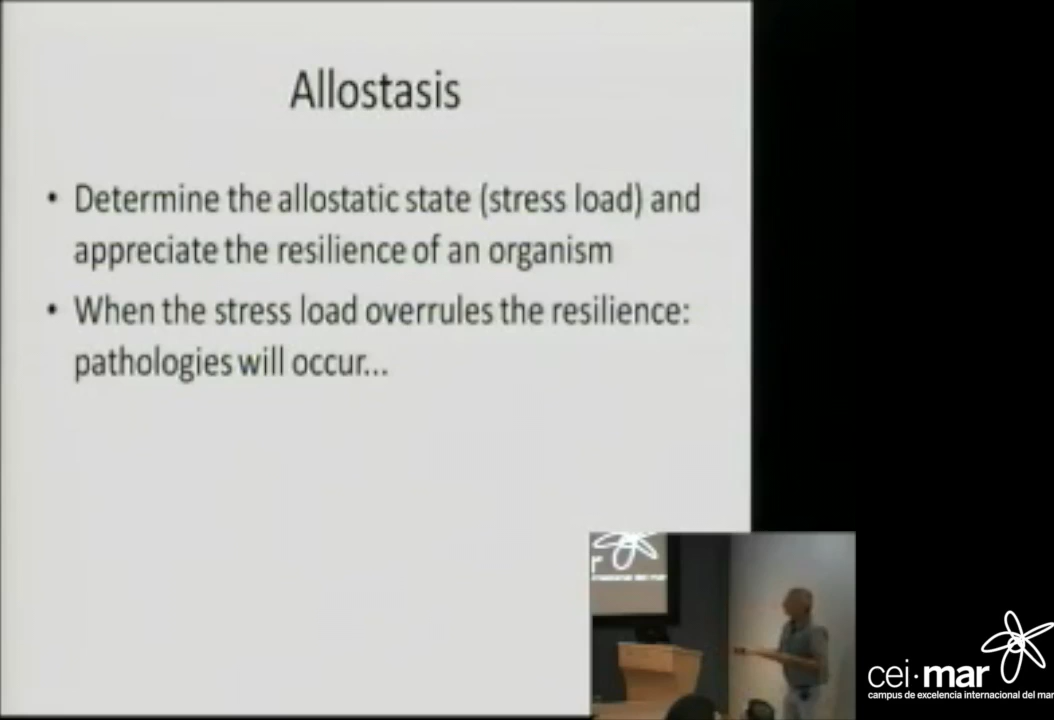 Allostasis
• Determine the allostatic state (stress load) and
appreciate the resilience of an organism
• When the stress load overrules the resilience:
pathologies will occur...
r
cei·mar
campus de excelencia internacional del mar